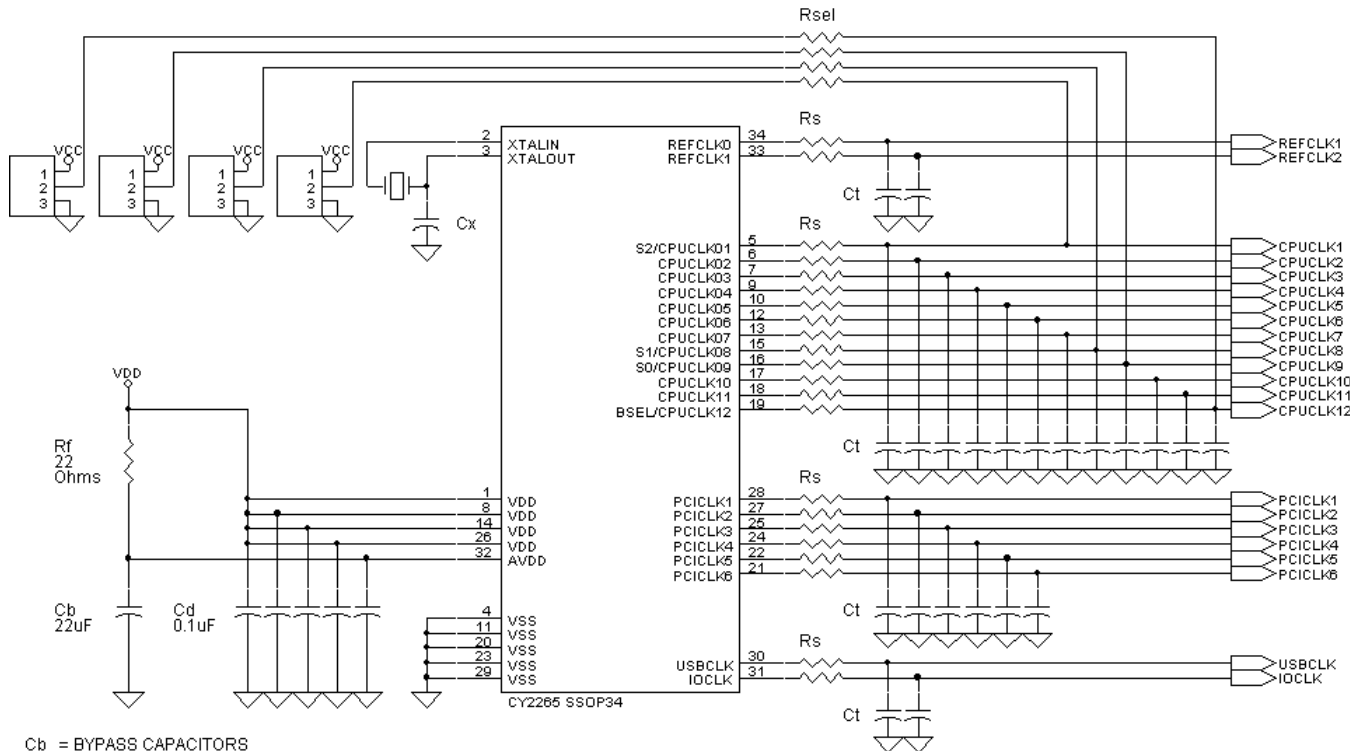 Rsel
VCC
VCC
VCC
VCC
1
2
3
1
2
3
1
2
3
1
2
3
2 XTALIN
3 XTALOUT
Cx
REFCLK0 34
REFCLK1 33
Rs
Ct
REFCLK1
REFCLK2
Rs
S2/CPUCLK01 5
CPUCLK02 6
CPUCLK03 7
CPUCLK04 9
CPUCLK05 10
CPUCLK06 12
CPUCLK07 13
S1/CPUCLK08 15
S0/CPUCLK09 16
CPUCLK10 17
CPUCLK11 18
BSEL/CPUCLK12 19
CPUCLK1
CPUCLK2
CPUCLK3
CPUCLK4
CPUCLK5
CPUCLK6
CPUCLK7
CPUCLK8
CPUCLK9
CPUCLK10
CPUCLK11
CPUCLK12
Ct
VDD
Rf
22
Ohms
1 VDD
8 VDD
14 VDD
26 VDD
32 AVDD
Cb
22uF
Cd
0.1uF
4 VSS
11 VSS
20 VSS
23 VSS
29 VSS
Rs
PCICLK1 28
PCICLK2 27
PCICLK3 25
PCICLK4 24
PCICLK5 22
PCICLK6 21
PCICLK1
PCICLK2
PCICLK3
PCICLK4
PCICLK5
PCICLK6
Ct
Rs
USBCLK 30
IOCLK 31
USBCLK
IOCLK
Ct
CY2265 SSOP34
Cb = BYPASS CAPACITORS